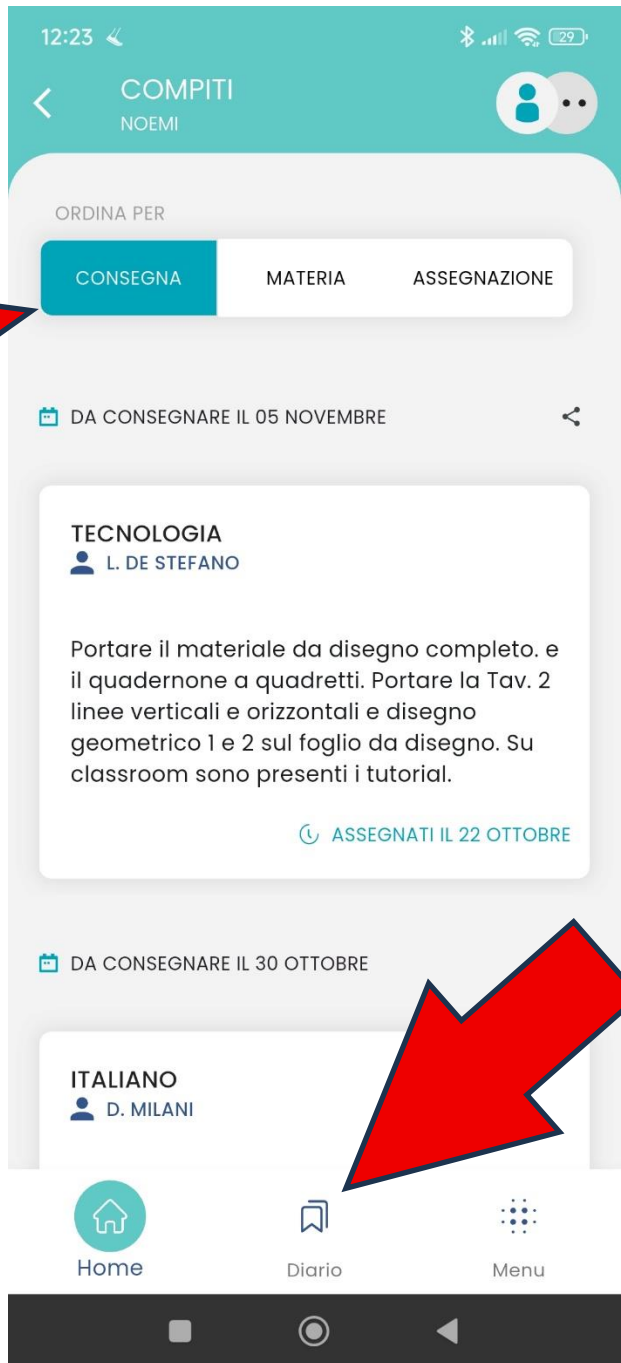 12:23
29
COMPITI
NOEMI
ORDINA PER
CONSEGNA MATERIA ASSEGNAZIONE
DA CONSEGNARE IL 05 NOVEMBRE
TECNOLOGIA
L. DE STEFANO
Portare il materiale da disegno completo. e
il quadernone a quadretti. Portare la Tav. 2
linee verticali e orizzontali e disegno
geometrico 1 e 2 sul foglio da disegno. Su
classroom sono presenti i tutorial.
ASSEGNATI IL 22 OTTOBRE
DA CONSEGNARE IL 30 OTTOBRE
ITALIANO
D. MILANI
Home Diario Menu